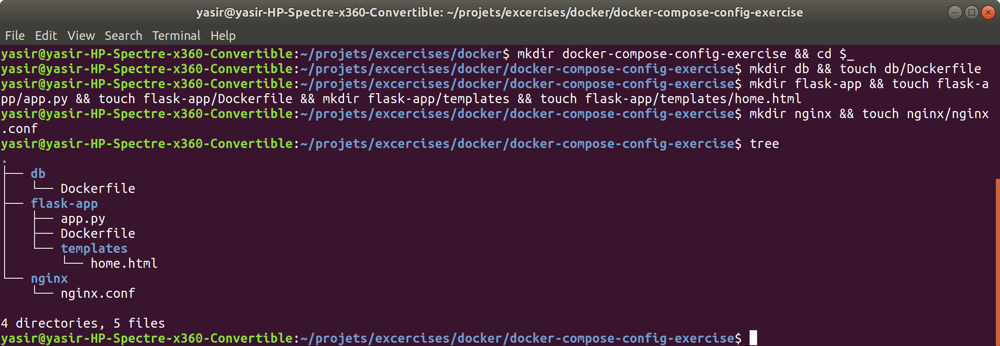 yasir@yasir-HP-Spectre-x360-Convertible: ~/projets/excercises/docker/docker-compose-config-exercise
File Edit View Search Terminal Help
yasir@yasir-HP-Spectre-x360-Convertible:~/projets/excercises/docker$ mkdir docker-compose-config-exercise && cd $_
yasir@yasir-HP-Spectre-x360-Convertible:~/projets/excercises/docker/docker-compose-config-exercise$ mkdir db && touch db/Dockerfile
yasir@yasir-HP-Spectre-x360-Convertible:~/projets/excercises/docker/docker-compose-config-exercise$ mkdir flask-app && touch flask-a
pp/app.py && touch flask-app/Dockerfile && mkdir flask-app/templates && touch flask-app/templates/home.html
yasir@yasir-HP-Spectre-x360-Convertible:~/projets/excercises/docker/docker-compose-config-exercise$ mkdir nginx && touch nginx/nginx
.conf
yasir@yasir-HP-Spectre-x360-Convertible:~/projets/excercises/docker/docker-compose-config-exercise$ tree
.
├── db
│   └── Dockerfile
├── flask-app
│   ├── app.py
│   ├── Dockerfile
│   └── templates
│       └── home.html
└── nginx
    └── nginx.conf
4 directories, 5 files
yasir@yasir-HP-Spectre-x360-Convertible:~/projets/excercises/docker/docker-compose-config-exercise$